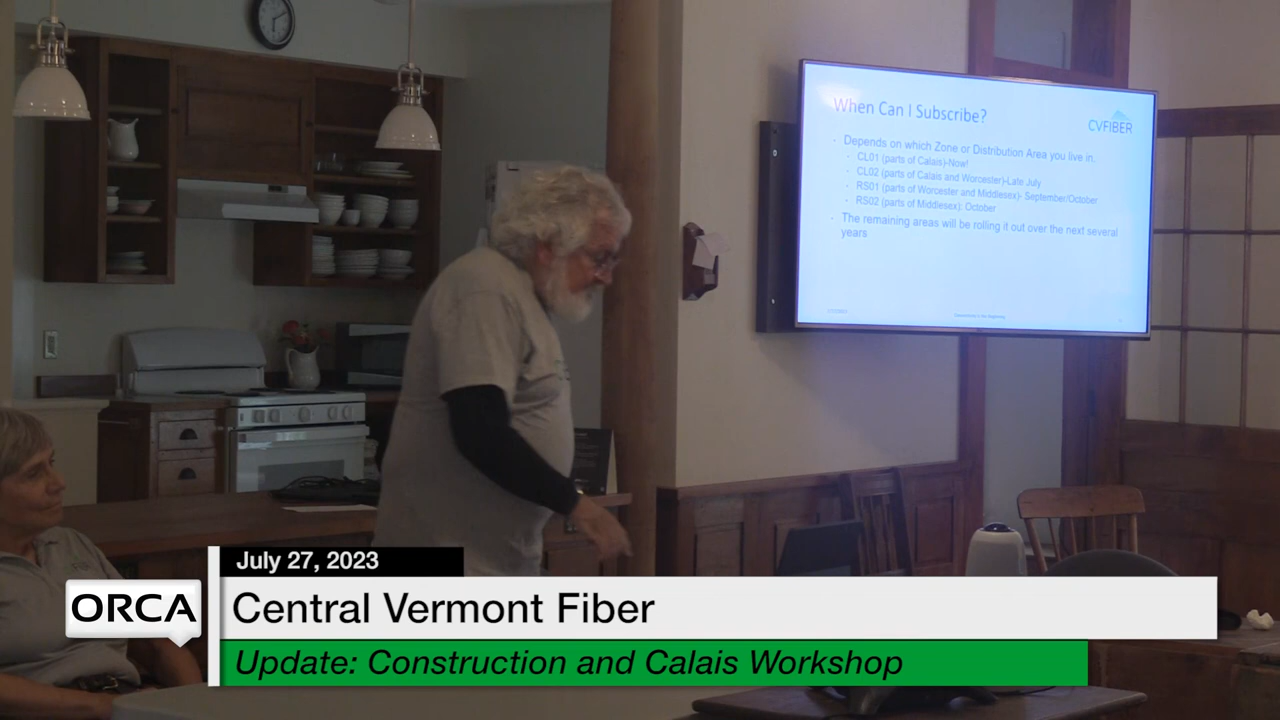 When Can I Subscribe?
CVFIBER
Depends on which Zone or Distribution Area you live in.
CL01 (parts of Calais)-Now!
CL02 (parts of Calais and Worcester)-Late July
RS01 (parts of Worcester and Middlesex)- September/October
RS02 (parts of Middlesex): October
The remaining areas will be rolling it out over the next several
years
July 27, 2023
ORCA
Central Vermont Fiber
Update: Construction and Calais Workshop